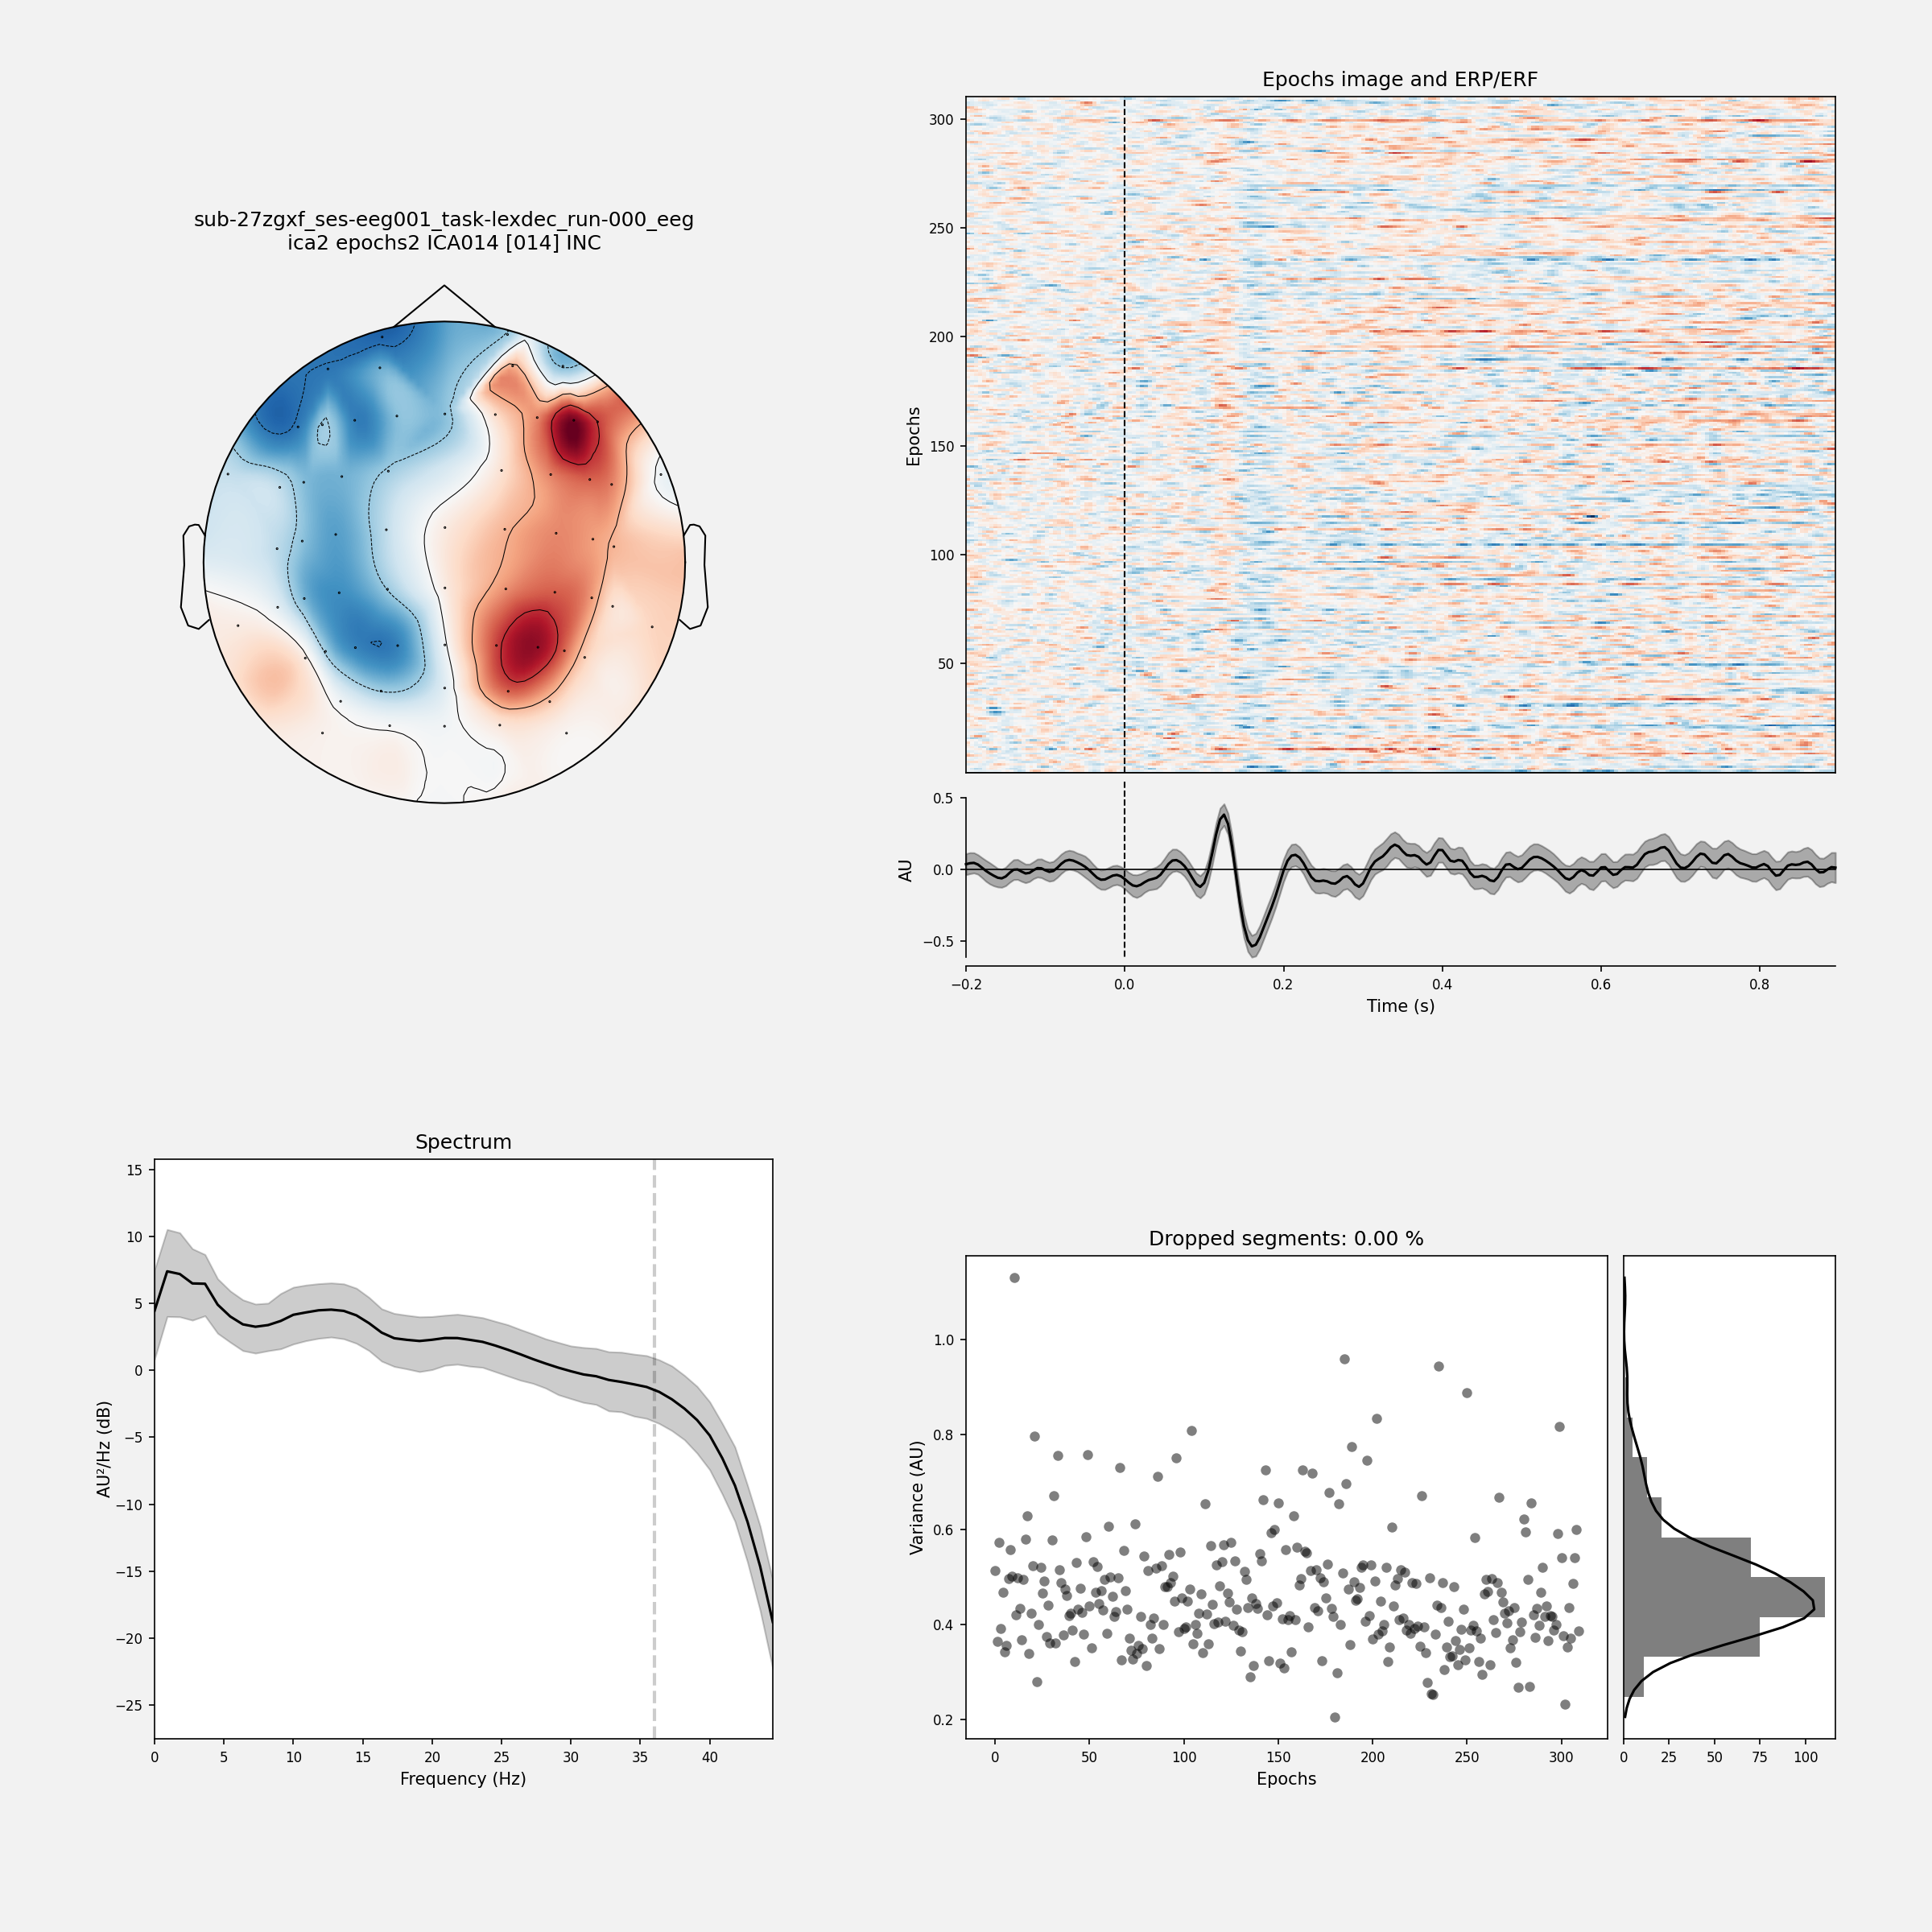 sub-27zgxf_ses-eeg001_task-lexdec_run-000_eeg
ica2 epochs2 ICA014 [014] INC
Epochs image and ERP/ERF
Epochs
300
250
200
150
100
50
AU
0.5
0.0
−0.5
−0.2 0.0 0.2 0.4 0.6 0.8
Time (s)
Spectrum
AU²/Hz (dB)
15
10
5
0
−5
−10
−15
−20
−25
0 5 10 15 20 25 30 35 40
Frequency (Hz)
Dropped segments: 0.00 %
Variance (AU)
1.0
0.8
0.6
0.4
0.2
0 50 100 150 200 250 300
Epochs
0 25 50 75 100